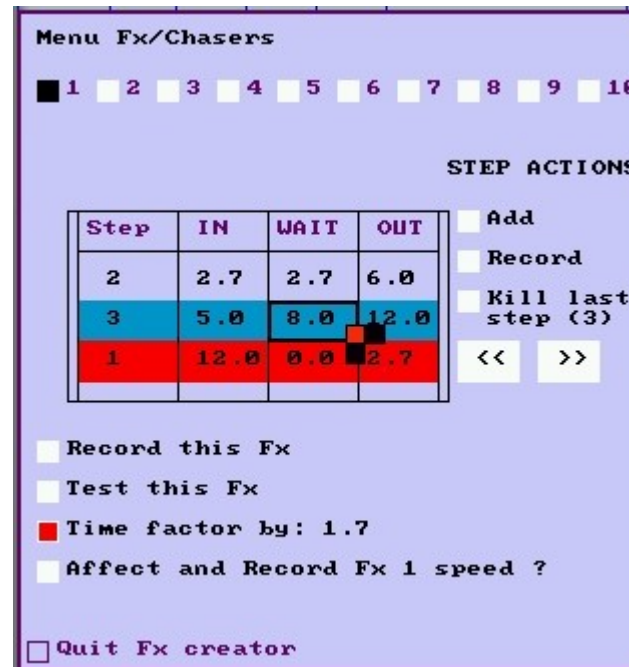 Menu Fx/Chasers
1 2 3 4 5 6 7 8 9
STEP ACTIONS
Step IN WAIT OUT
Add
2 2.7 2.7 6.0
Record
3 5.0 8.0 12.0
Kill last
step (3)
1 12.0 0.0 2.7
<< >>
Record this Fx
Test this Fx
Time factor by: 1.7
Affect and Record Fx 1 speed ?
Quit Fx creator